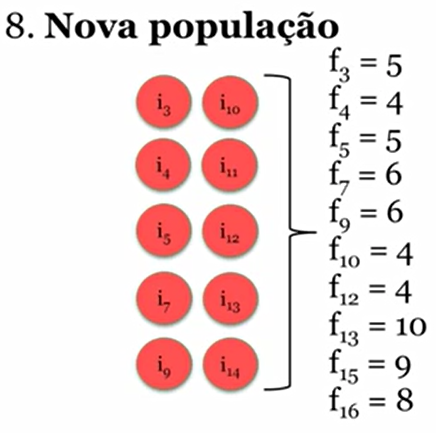 8. Nova população
i₃ i₁₀
i₄ i₁₁
i₅ i₁₂
i₇ i₁₃
i₉ i₁₄
f₃ = 5
f₄ = 4
f₅ = 5
f₇ = 6
f₉ = 6
f₁₀ = 4
f₁₂ = 4
f₁₃ = 10
f₁₅ = 9
f₁₆ = 8